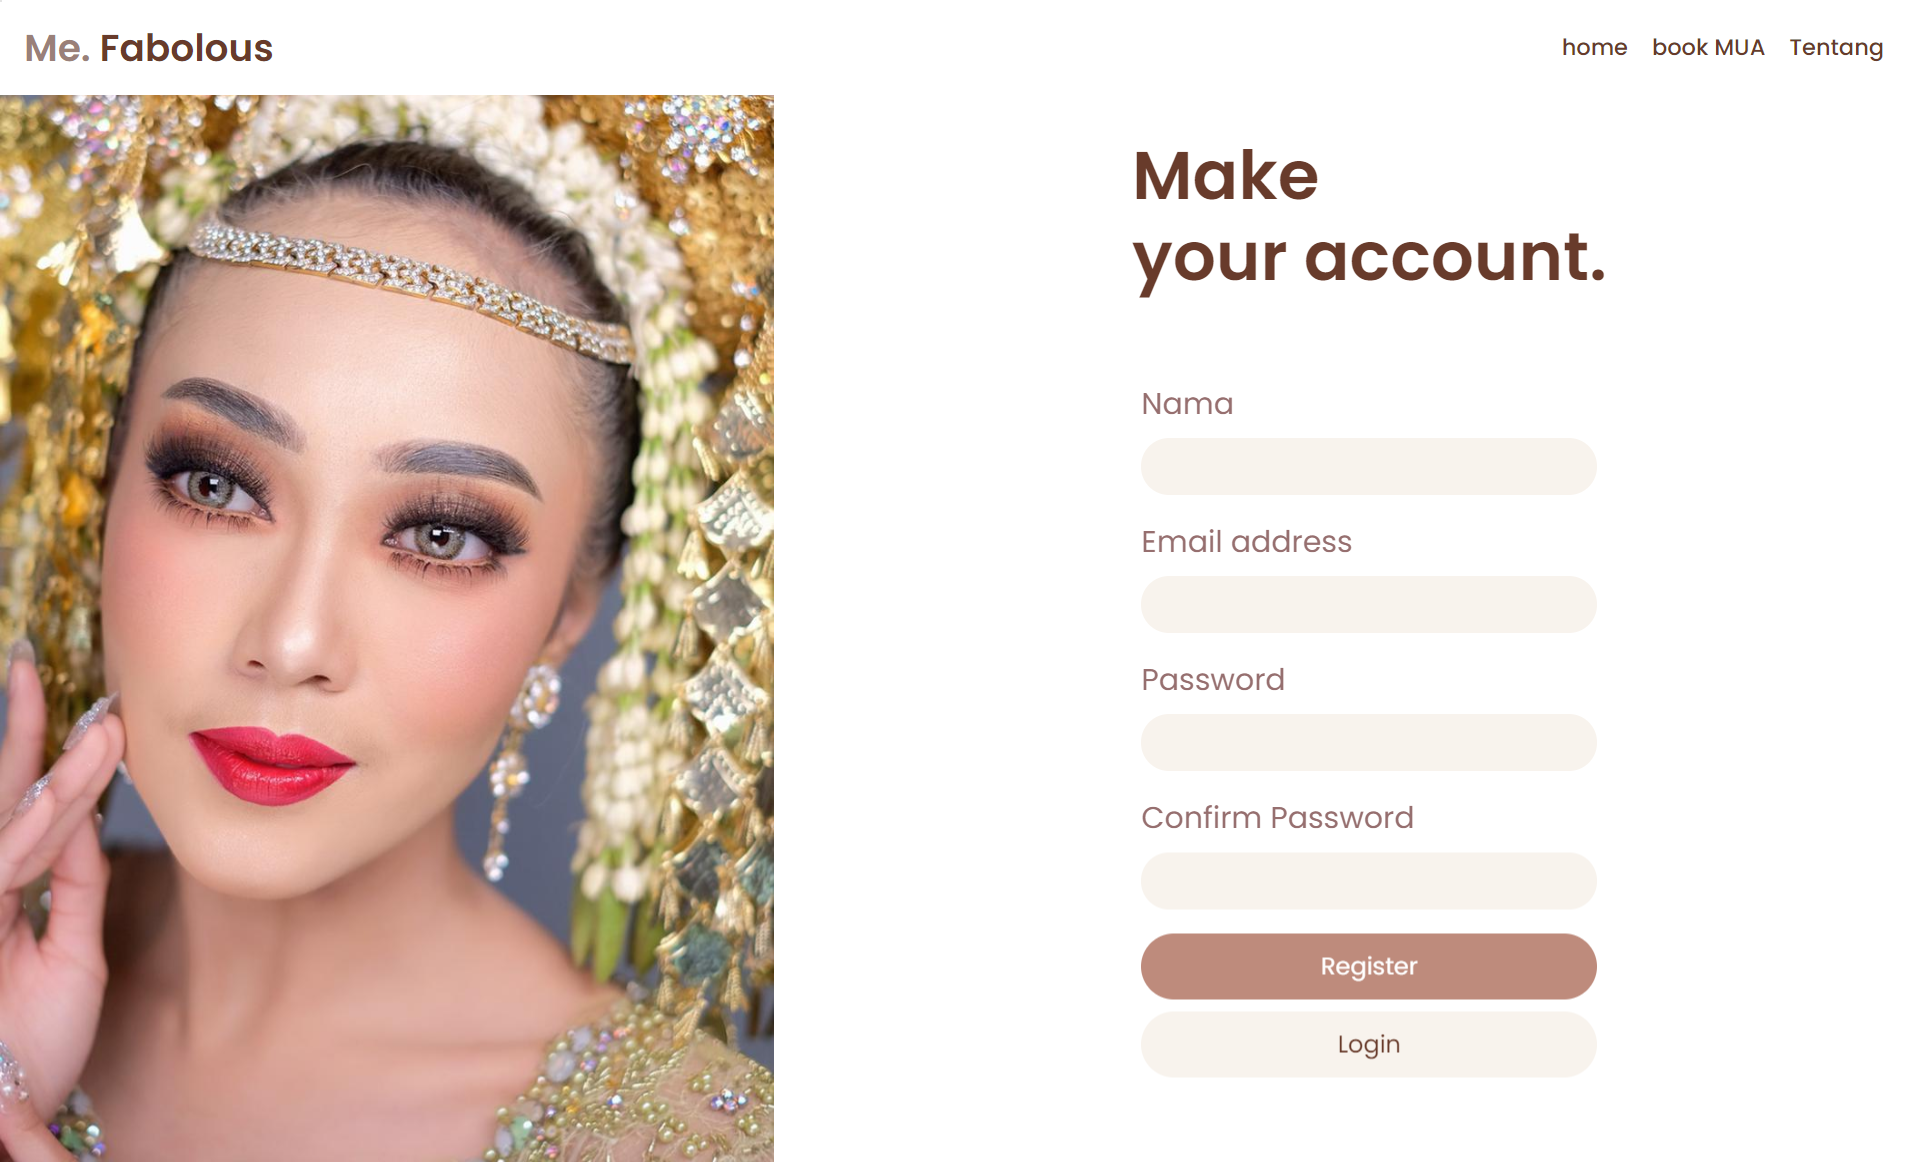 Me. Fabolous
home book MUA Tentang
Make
your account.
Nama
Email address
Password
Confirm Password
Register
Login